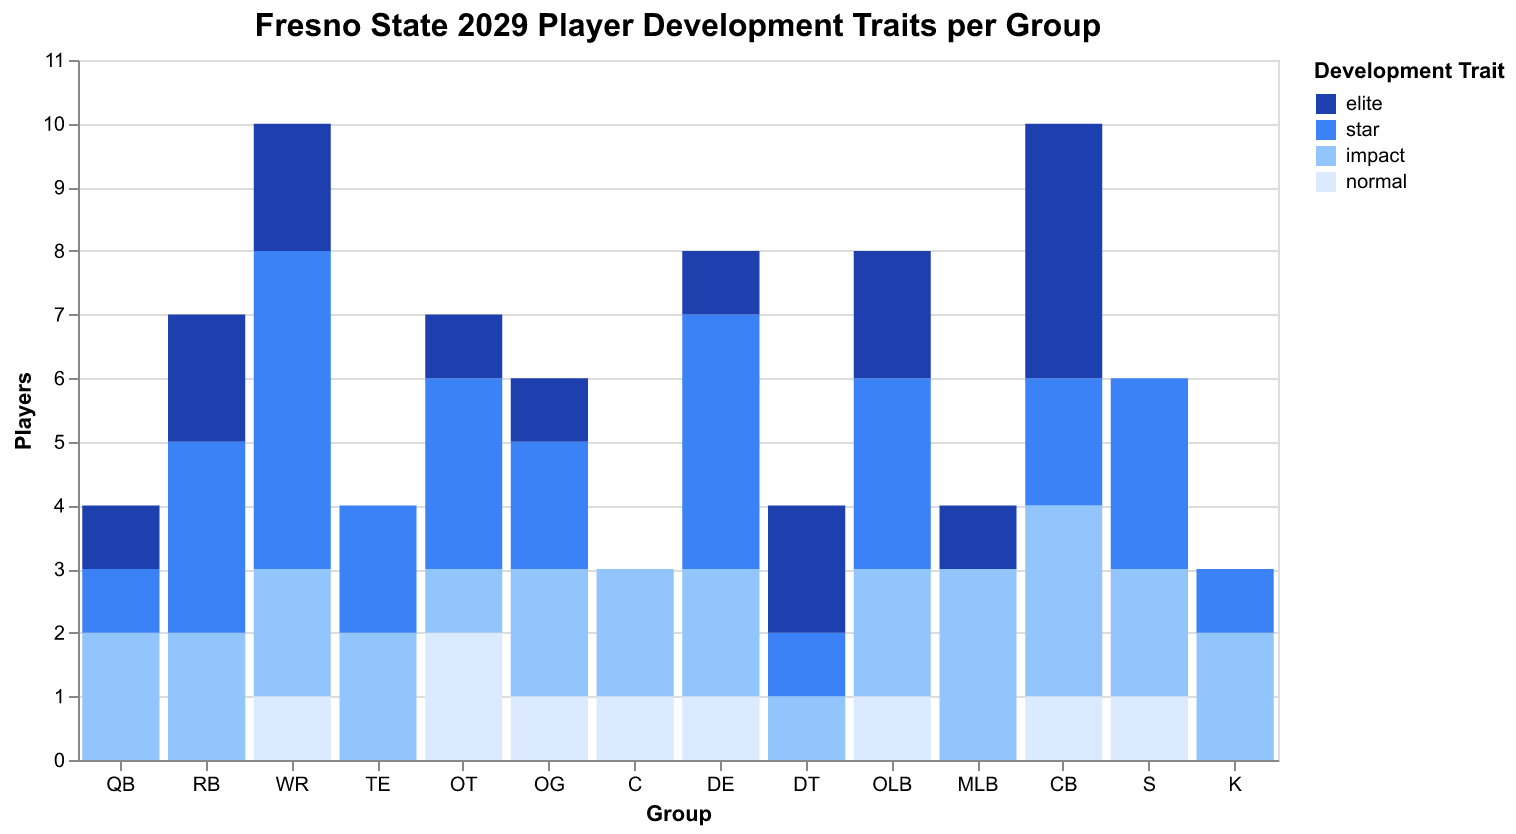 Fresno State 2029 Player Development Traits per Group
11
10
9
8
7
6
5
4
3
2
1
0
Players
QB RB WR TE OT OG C DE DT OLB MLB CB S K
Group
Development Trait
elite
star
impact
normal